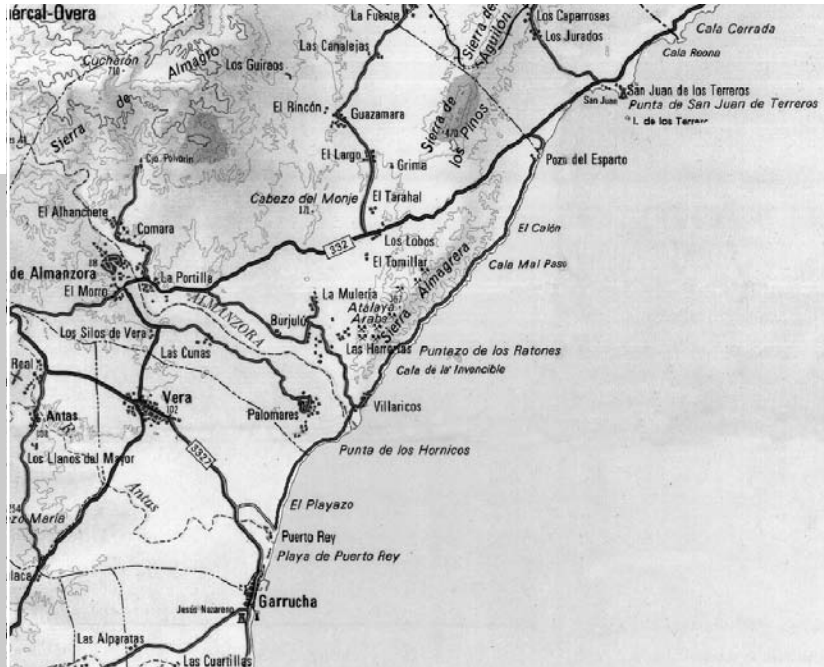 La Fuente
Sierra de
Aguilón
Los Caparroses
Los Jurados
Cala Cerrada
Cala Reona
Cucharón
710
Sierra de Almagro
Los Guiraos
Las Canalejas
San Juan de los Terreros
San Juan
Punta de San Juan de Terreros
I. de los Terrer
El Rincón
Guazamara
Sierra de
los Pinos
El Largo
Grima
Pozo del Esparto
Cabezo del Monje
El Tarahal
El Alhanchete
Comara
332
Los Lobos
El Calón
El Tomillar
Cala Mal Paso
de Almanzora
La Portilla
El Morro
ALMANZORA
La Mulería
Atalaya
Sierra Almagrera
Burjulú
Los Silos de Vera
Las Cunas
Las Herrerías
Puntazo de los Ratones
Cala de la Invencible
Real
Vera
102
Palomares
Villaricos
Antas
R.
Punta de los Hornicos
Los Llanos del Mayor
3327
Antas
El Playazo
Puerto Rey
Playa de Puerto Rey
Garrucha
Jesús Nazareno
Las Alparatas
Las Cuartillas